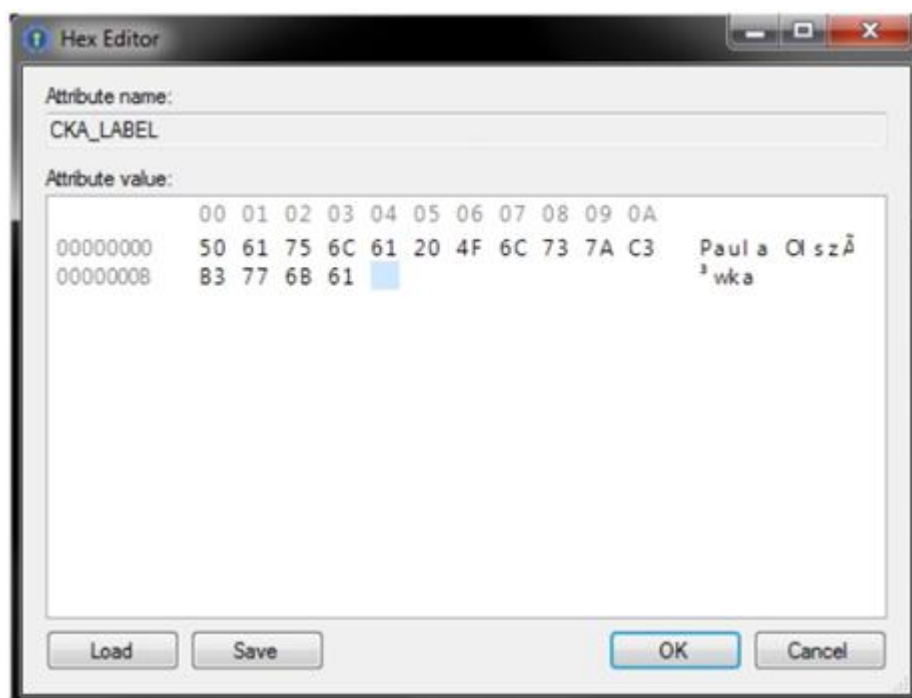 Hex Editor
Attribute name:
CKA_LABEL
Attribute value:
00 01 02 03 04 05 06 07 08 09 0A
00000000 50 61 75 6C 61 20 4F 6C 73 7A C3 Paula OlszÃ
0000000B B3 77 6B 61 ³wka
Load Save OK Cancel